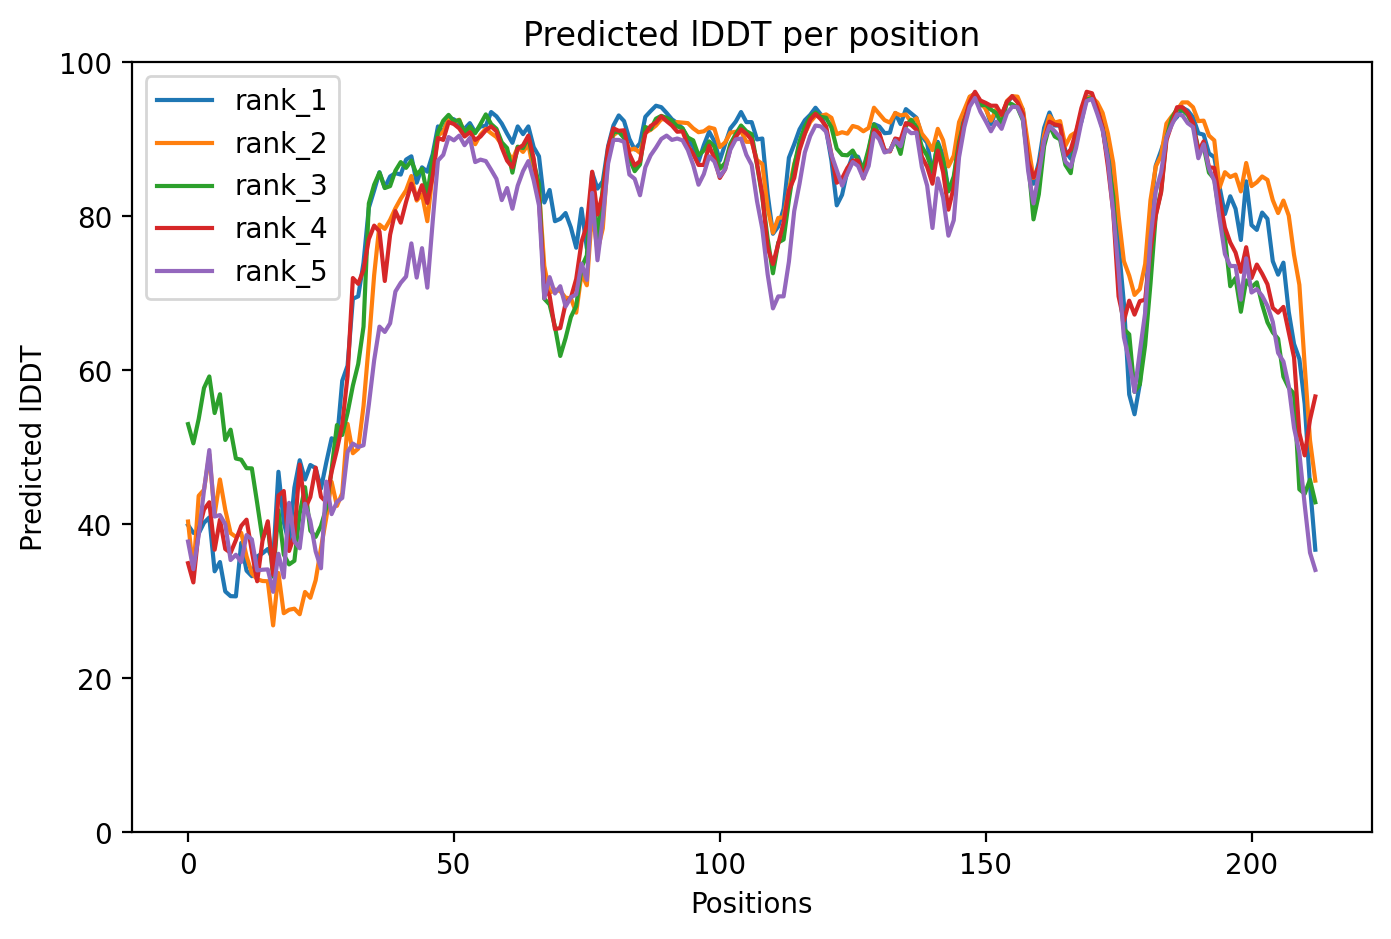 Predicted lDDT per position
100
80
60
40
20
0
Predicted lDDT
rank_1
rank_2
rank_3
rank_4
rank_5
0 50 100 150 200
Positions